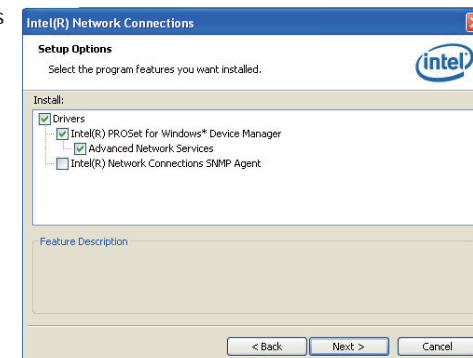 s
Intel(R) Network Connections
Setup Options
Select the program features you want installed.
intel
Install:
Drivers
Intel(R) PROSet for Windows* Device Manager
Advanced Network Services
Intel(R) Network Connections SNMP Agent
Feature Description
< Back Next > Cancel